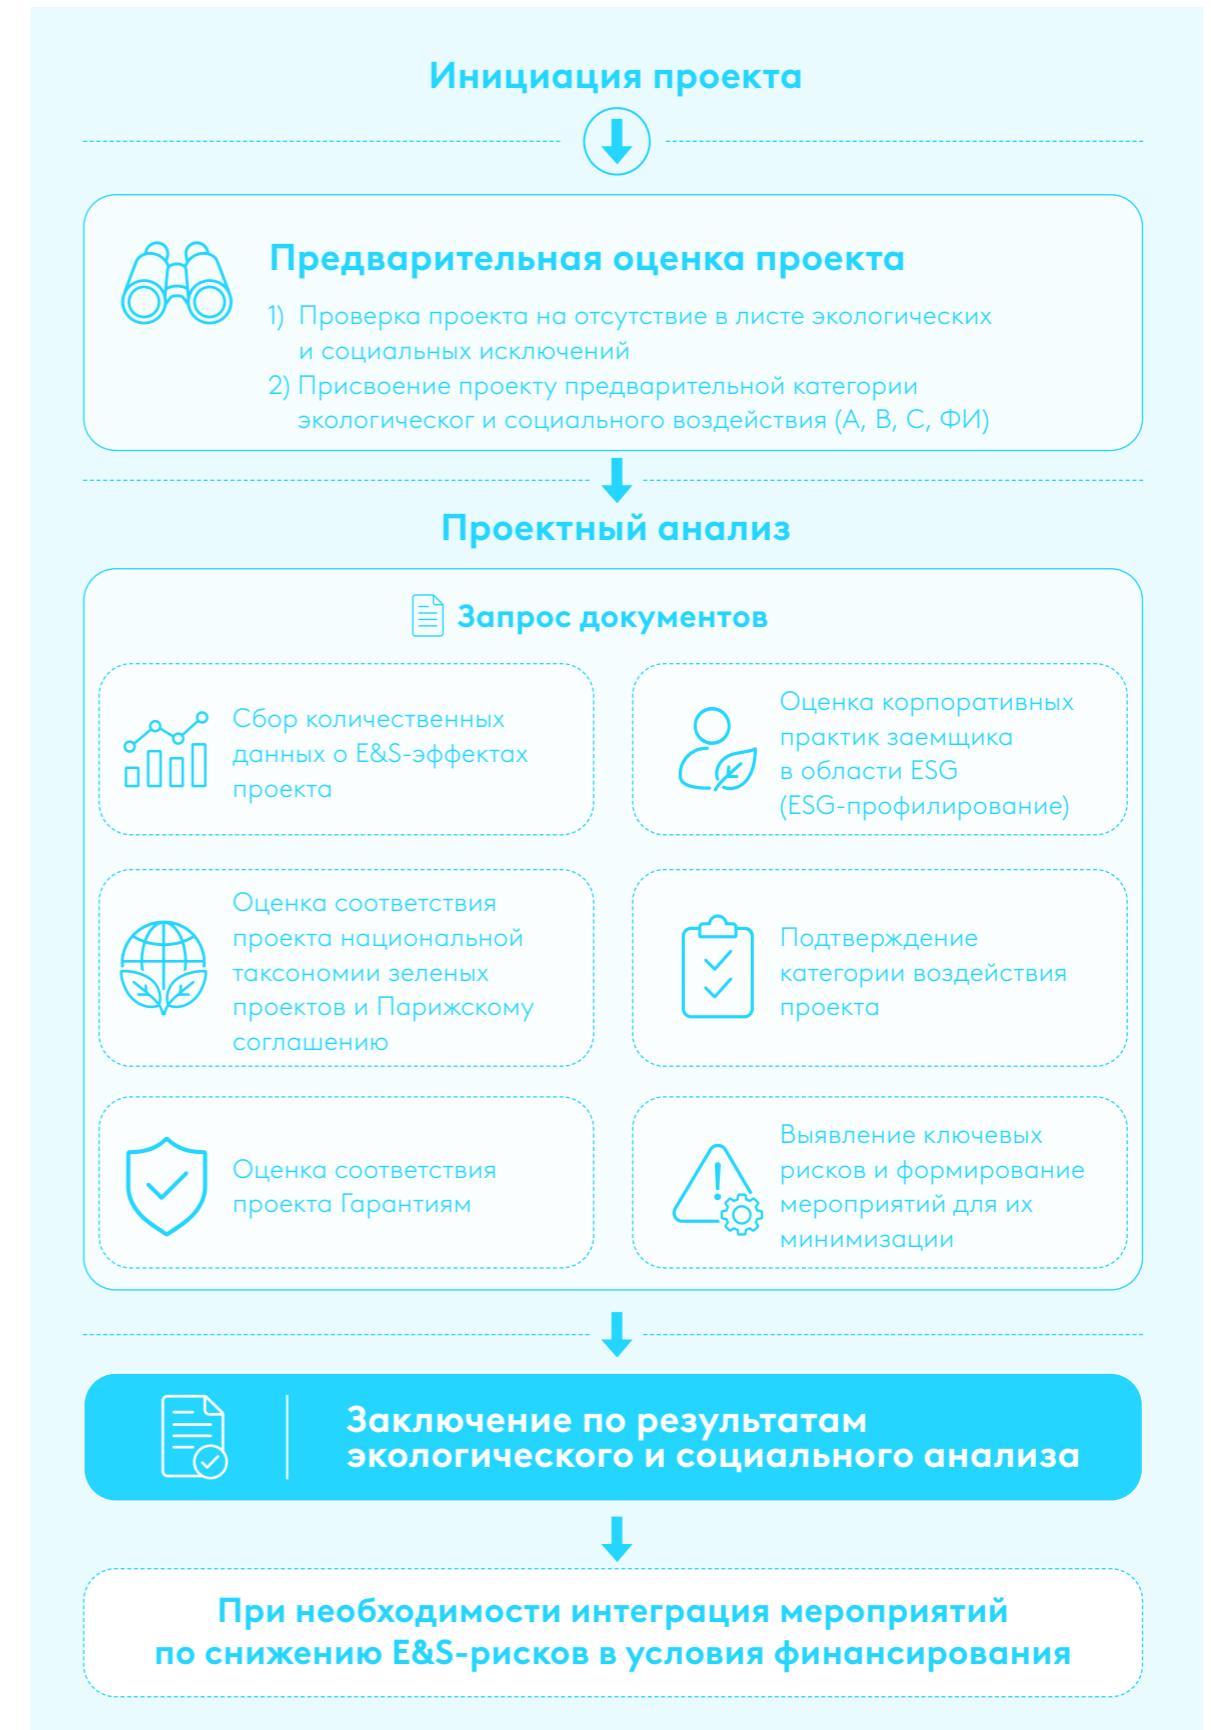 Инициация проекта
Предварительная оценка проекта
1) Проверка проекта на отсутствие в листе экологических
и социальных исключений
2) Присвоение проекту предварительной категории
экологическог и социального воздействия (А, В, С, ФИ)
Проектный анализ
Запрос документов
Сбор количественных
данных о E&S-эффектах
проекта
Оценка корпоративных
практик заемщика
в области ESG
(ESG-профилирование)
Оценка соответствия
проекта национальной
таксономии зеленых
проектов и Парижскому
соглашению
Подтверждение
категории воздействия
проекта
Оценка соответствия
проекта Гарантиям
Выявление ключевых
рисков и формирование
мероприятий для их
минимизации
Заключение по результатам
экологического и социального анализа
При необходимости интеграция мероприятий
по снижению E&S-рисков в условия финансирования